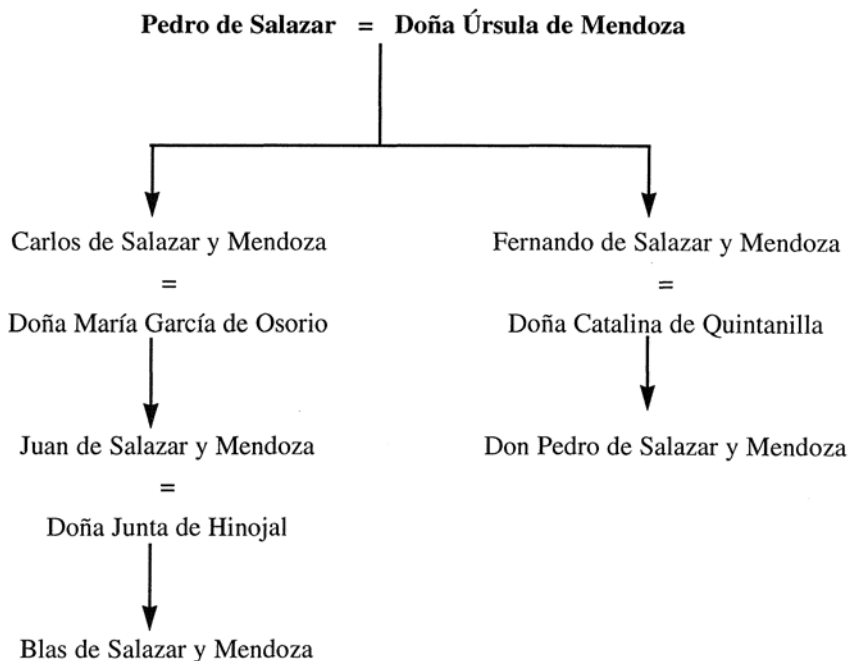 Pedro de Salazar = Doña Úrsula de Mendoza
Carlos de Salazar y Mendoza
=
Doña María García de Osorio
Juan de Salazar y Mendoza
=
Doña Junta de Hinojal
Blas de Salazar y Mendoza
Fernando de Salazar y Mendoza
=
Doña Catalina de Quintanilla
Don Pedro de Salazar y Mendoza